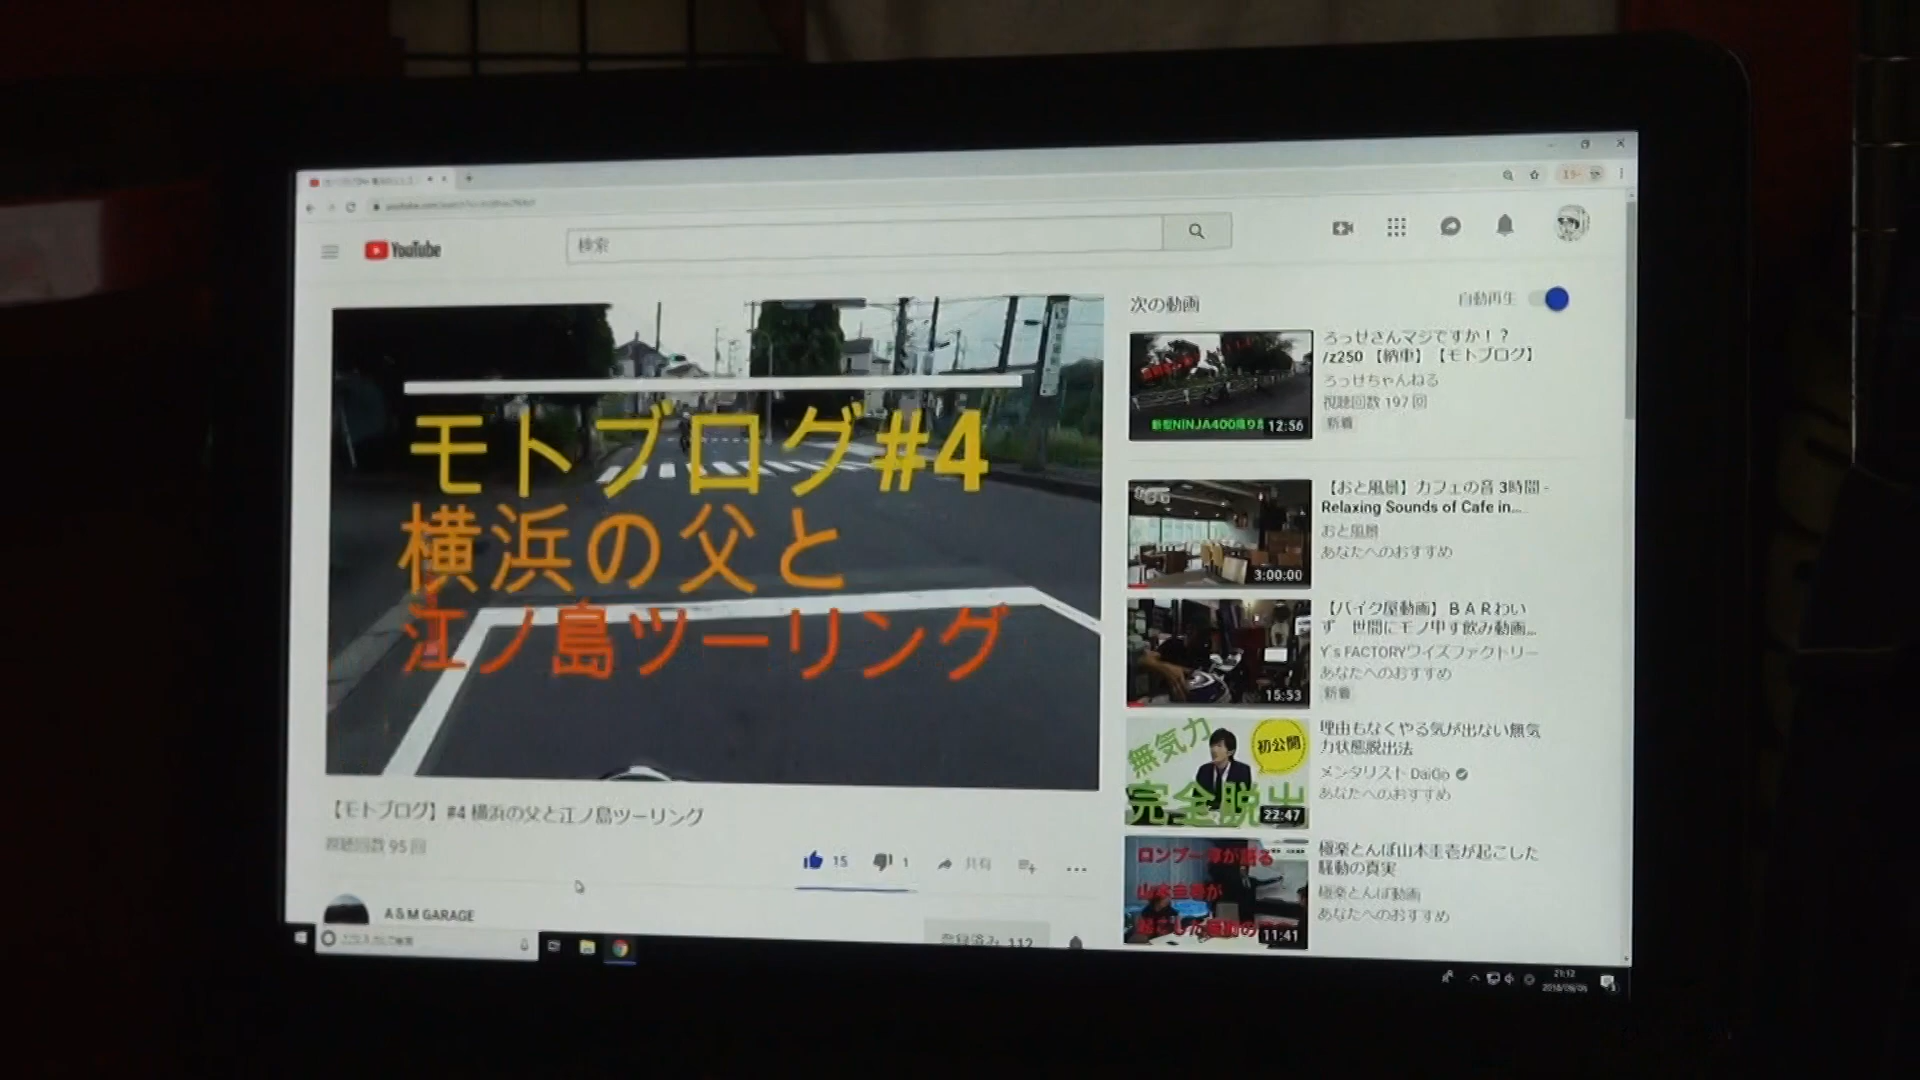 YouTube
検索
モトブログ#4
横浜の父と
江ノ島ツーリング
【モトブログ】#4 横浜の父と江ノ島ツーリング
視聴回数 95 回
15
1
共有
A&M GARAGE
登録済み 112
次の動画
自動再生
12:56
ろっせさんマジですか！？
/z250 【納車】【モトブログ】
ろっせちゃんねる
視聴回数 197 回
新着
3:00:00
【おと風景】カフェの音 3時間 -
Relaxing Sounds of Cafe in...
おと風景
あなたへのおすすめ
15:53
【バイク屋動画】ＢＡＲわい
ず 世間にモノ申す飲み動画...
Y's FACTORYワイズファクトリー
あなたへのおすすめ
新着
無気力
初公開
完全脱出
22:47
理由もなくやる気が出ない無気
力状態脱出法
メンタリスト DaiGo
あなたへのおすすめ
ロンブー淳が語る
11:41
極楽とんぼ山本圭壱が起こした
騒動の真実
極楽とんぼ動画
あなたへのおすすめ
21:12